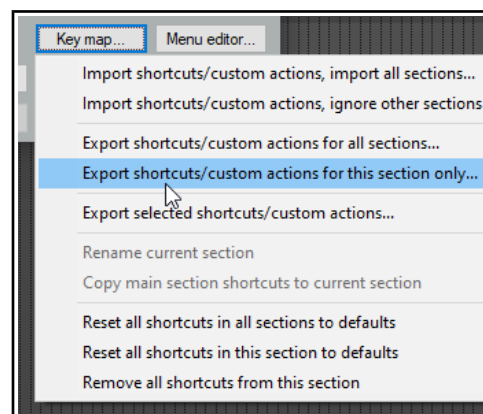 Key map... Menu editor...
Import shortcuts/custom actions, import all sections...
Import shortcuts/custom actions, ignore other sections
Export shortcuts/custom actions for all sections...
Export shortcuts/custom actions for this section only...
Export selected shortcuts/custom actions...
Rename current section
Copy main section shortcuts to current section
Reset all shortcuts in all sections to defaults
Reset all shortcuts in this section to defaults
Remove all shortcuts from this section